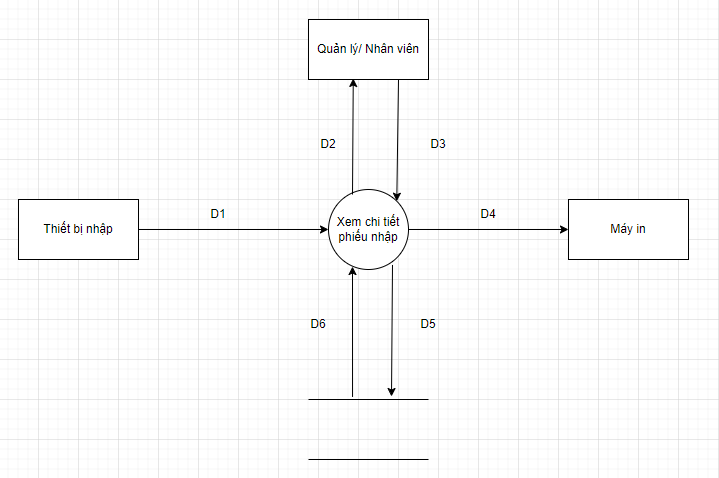 Quản lý/ Nhân viên
D2
D3
Thiết bị nhập
D1
Xem chi tiết
phiếu nhập
D4
Máy in
D6
D5